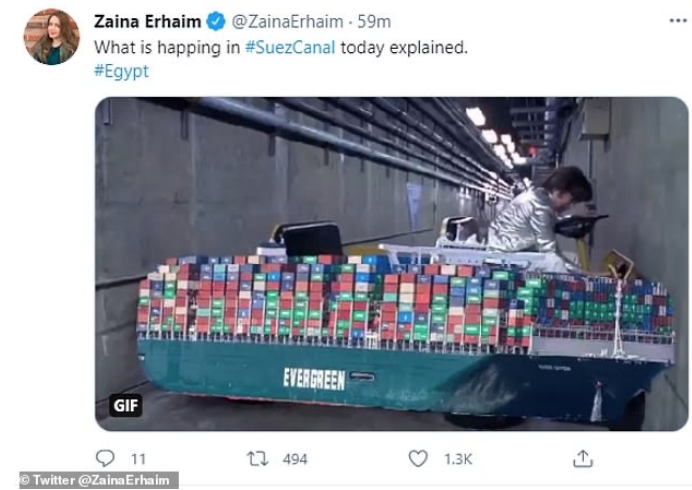 Zaina Erhaim @ZainaErhaim · 59m
What is happing in #SuezCanal today explained.
#Egypt
EVERGREEN
GIF
11 494 1.3K
© Twitter @ZainaErhaim